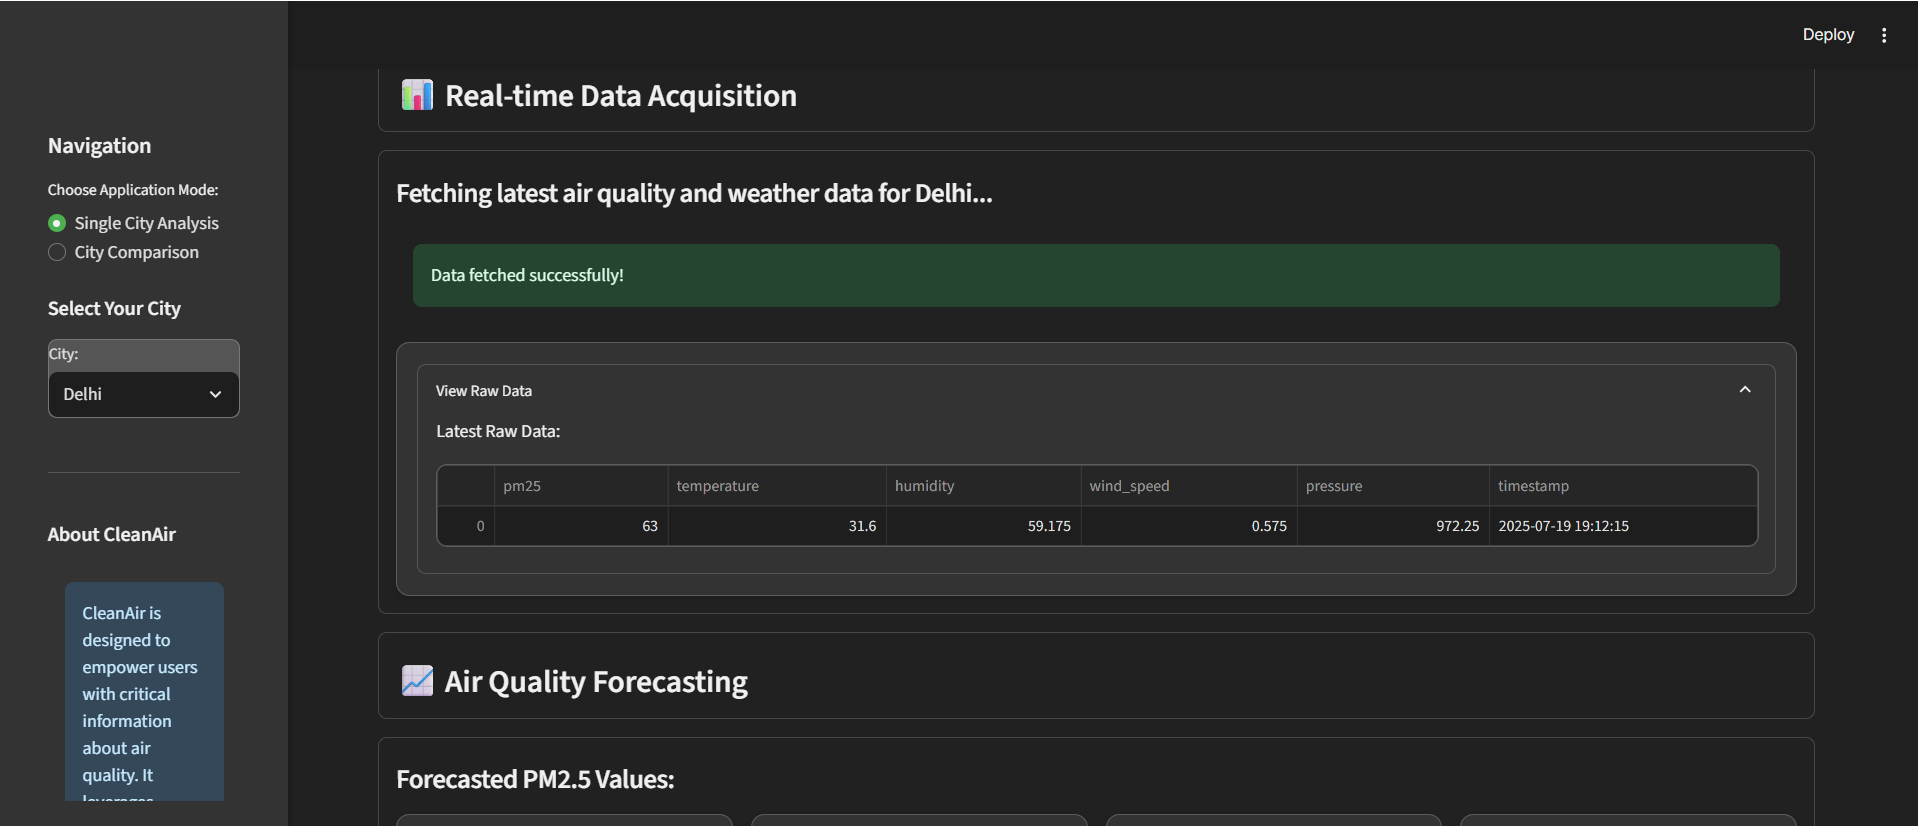 Deploy
Navigation
Choose Application Mode:
Single City Analysis
City Comparison
Select Your City
City:
Delhi
About CleanAir
CleanAir is
designed to
empower users
with critical
information
about air
quality. It
leverages
Real-time Data Acquisition
Fetching latest air quality and weather data for Delhi...
Data fetched successfully!
View Raw Data
Latest Raw Data:
pm25 temperature humidity wind_speed pressure timestamp
0 63 31.6 59.175 0.575 972.25 2025-07-19 19:12:15
Air Quality Forecasting
Forecasted PM2.5 Values: